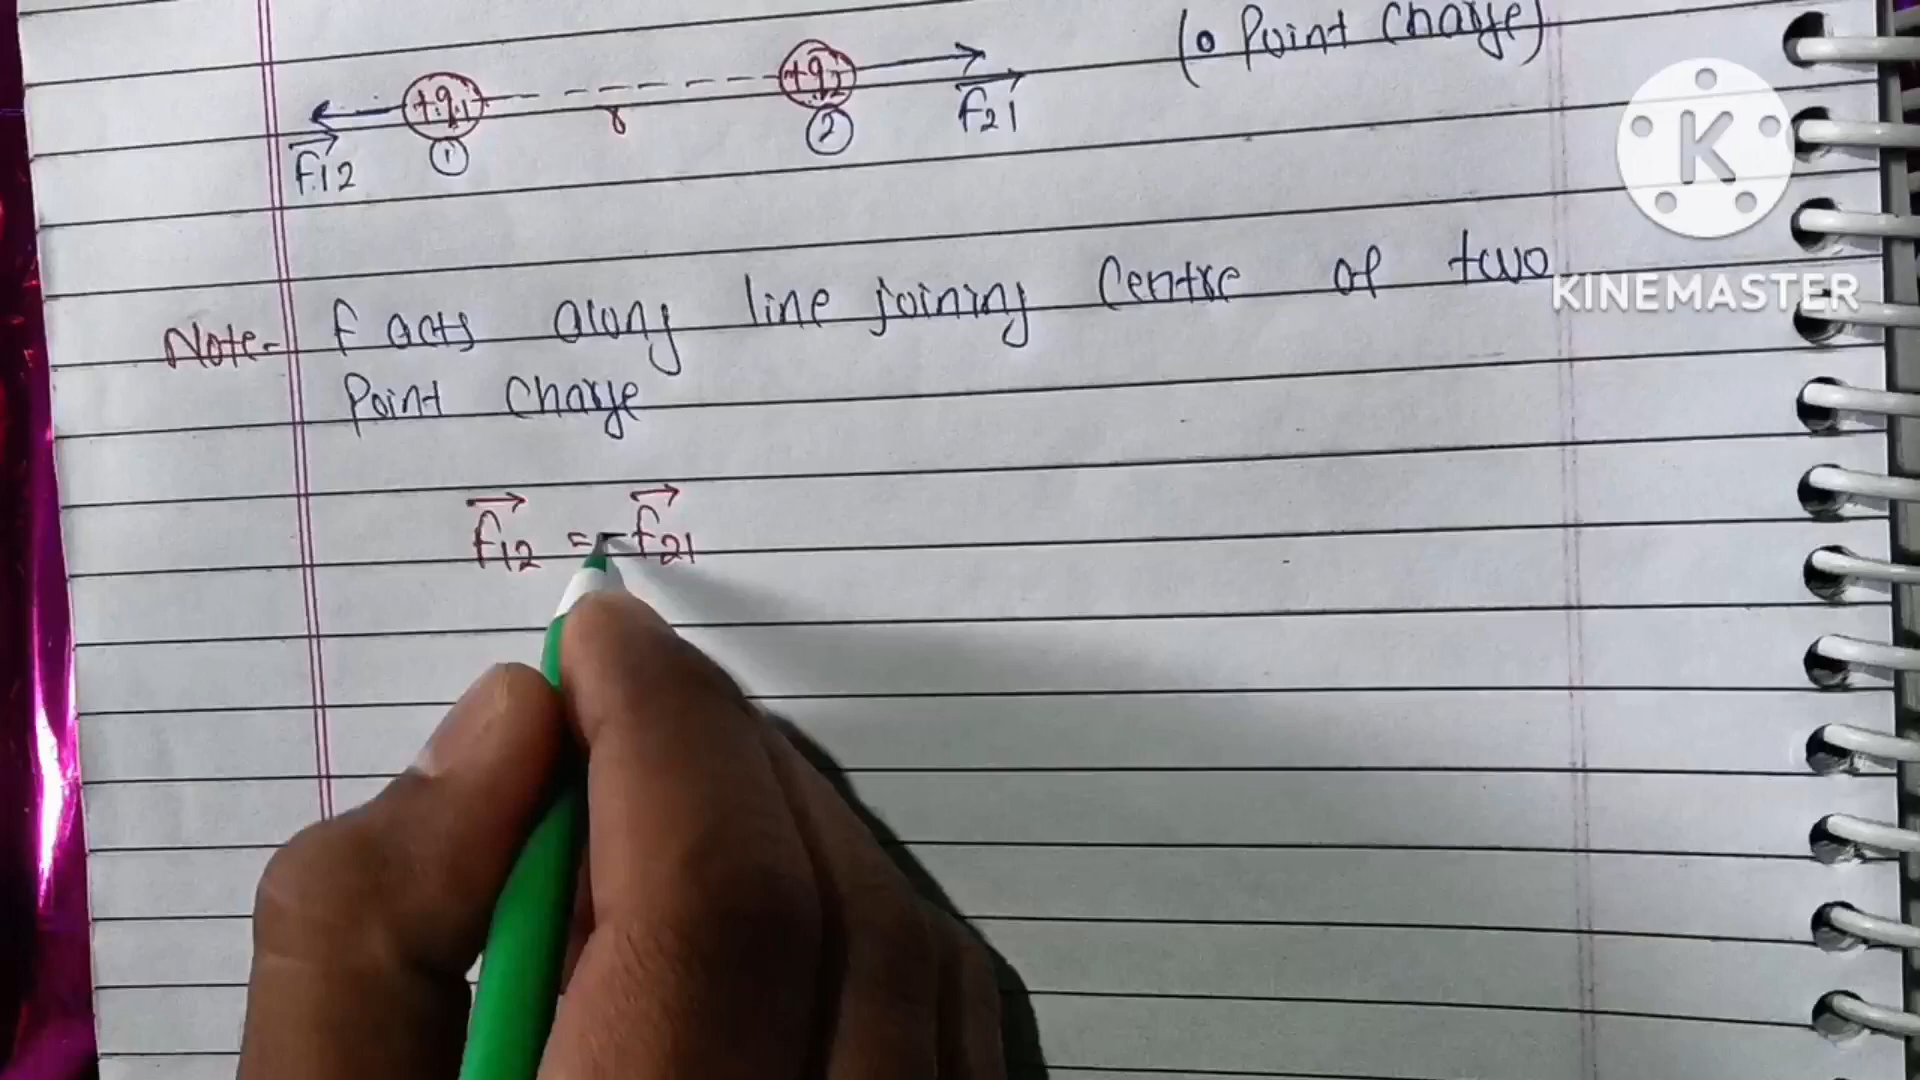 (o Point Charge)
+q1 r +q2
F12 1 2 F21
K
KINEMASTER
Note- F acts along line joining Centre of two
Point Charge
F12 = - F21